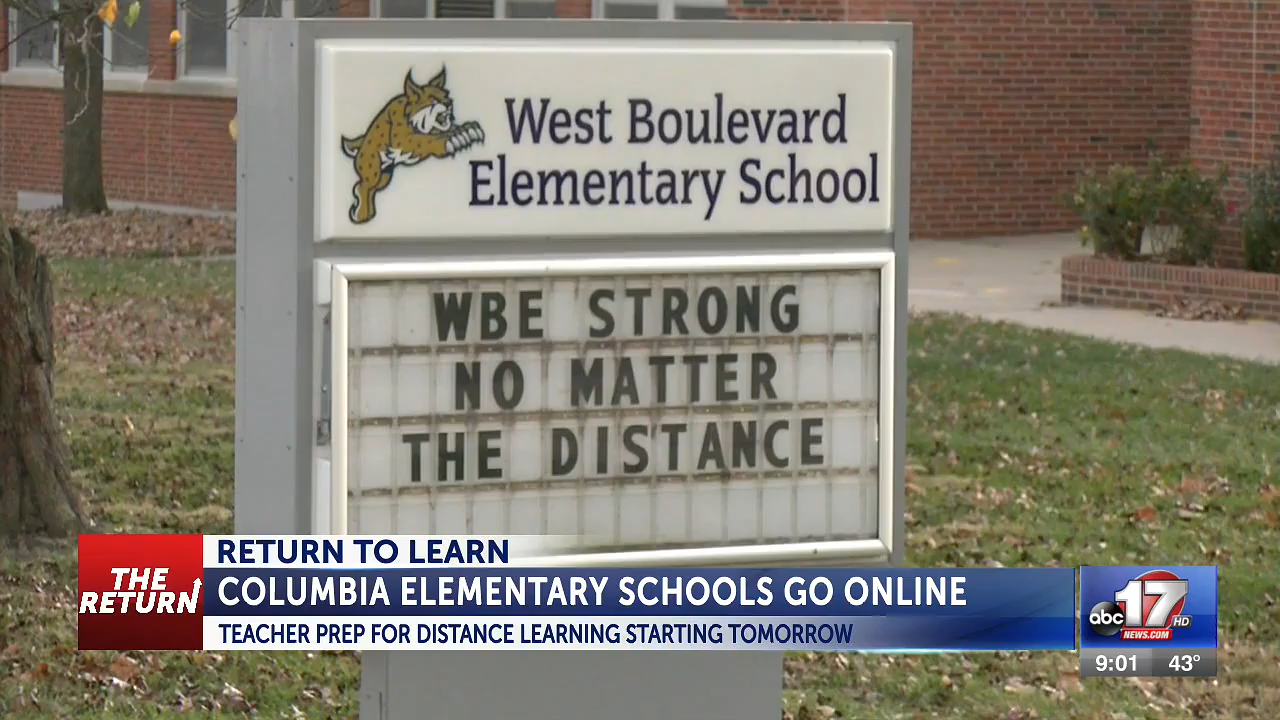 West Boulevard
Elementary School
WBE STRONG
NO MATTER
THE DISTANCE
RETURN TO LEARN
THE
RETURN
COLUMBIA ELEMENTARY SCHOOLS GO ONLINE
TEACHER PREP FOR DISTANCE LEARNING STARTING TOMORROW
abc 17 HD
NEWS.COM
9:01 43°